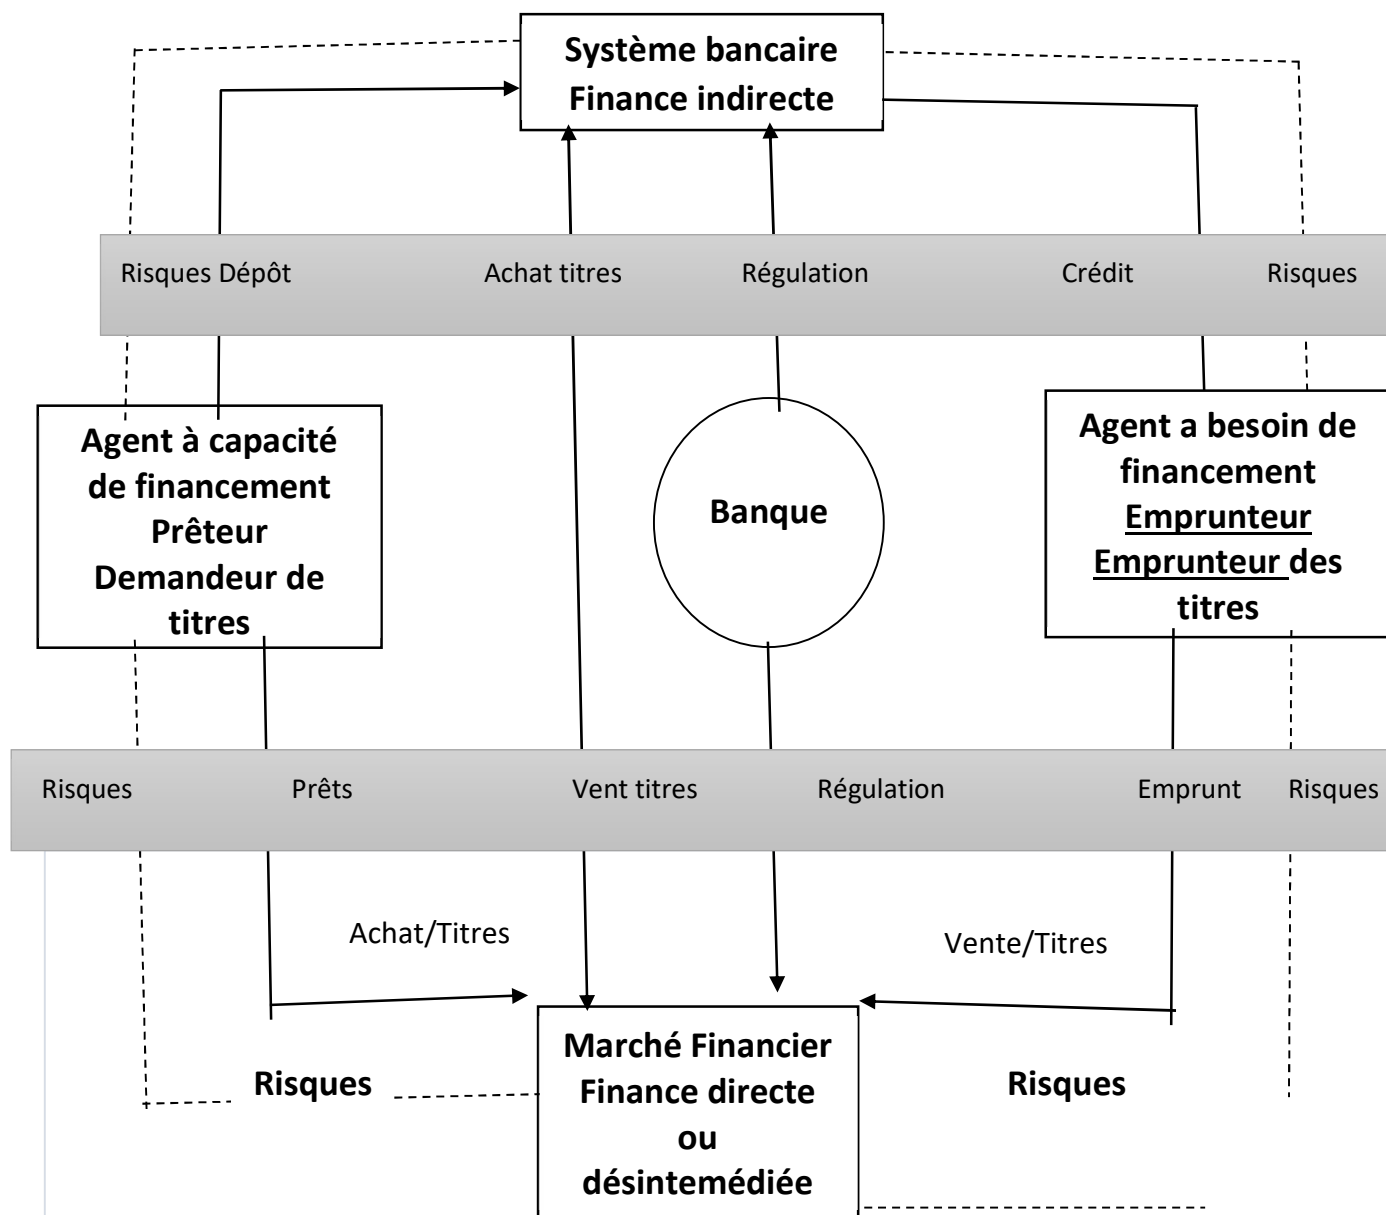 Système bancaire
Finance indirecte
Risques Dépôt Achat titres Régulation Crédit Risques
Agent à capacité
de financement
Prêteur
Demandeur de
titres
Banque
Agent a besoin de
financement
Emprunteur
Emprunteur des
titres
Risques Prêts Vent titres Régulation Emprunt Risques
Achat/Titres
Vente/Titres
Risques
Marché Financier
Finance directe
ou
désintemédiée
Risques